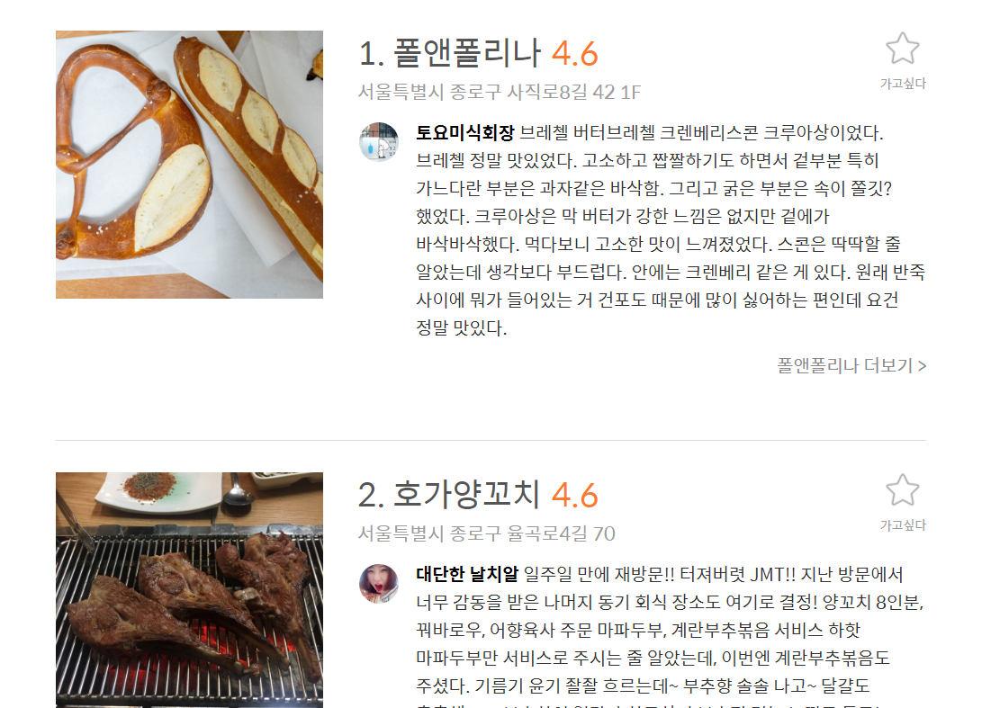 1. 폴앤폴리나 4.6
가고싶다
서울특별시 종로구 사직로8길 42 1F
토요미식회장 브레첼 버터브레첼 크렌베리스콘 크루아상이었다.
브레첼 정말 맛있었다. 고소하고 짭짤하기도 하면서 겉부분 특히
가느다란 부분은 과자같은 바삭함. 그리고 굵은 부분은 속이 쫄깃?
했었다. 크루아상은 막 버터가 강한 느낌은 없지만 겉에가
바삭바삭했다. 먹다보니 고소한 맛이 느껴졌었다. 스콘은 딱딱할 줄
알았는데 생각보다 부드럽다. 안에는 크렌베리 같은 게 있다. 원래 반죽
사이에 뭐가 들어있는 거 건포도 때문에 많이 싫어하는 편인데 요건
정말 맛있다.
폴앤폴리나 더보기 >
2. 호가양꼬치 4.6
가고싶다
서울특별시 종로구 율곡로4길 70
대단한 날치알 일주일 만에 재방문!! 터져버렷 JMT!! 지난 방문에서
너무 감동을 받은 나머지 동기 회식 장소도 여기로 결정! 양꼬치 8인분,
꿔바로우, 어향육사 주문 마파두부, 계란부추볶음 서비스 하핫
마파두부만 서비스로 주시는 줄 알았는데, 이번엔 계란부추볶음도
주셨다. 기름기 윤기 좔좔 흐르는데~ 부추향 솔솔 나고~ 달걀도